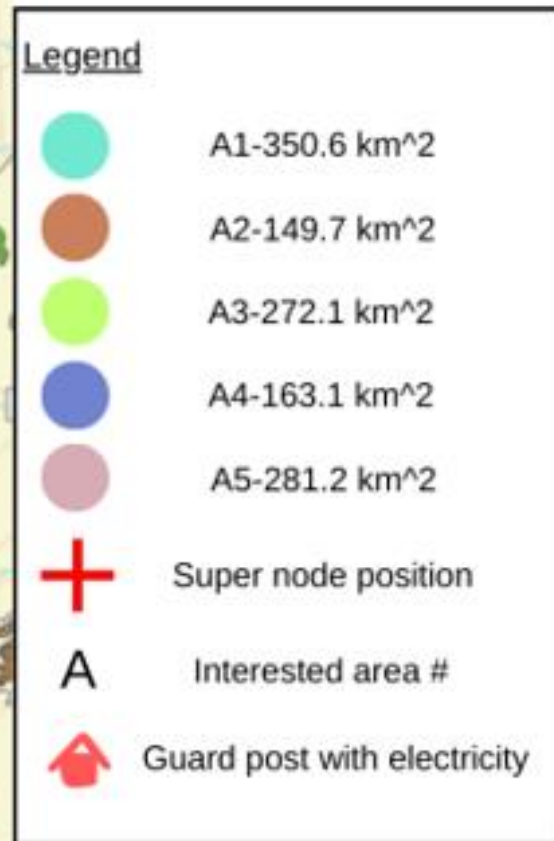 Legend
A1-350.6 km^2
A2-149.7 km^2
A3-272.1 km^2
A4-163.1 km^2
A5-281.2 km^2
Super node position
A Interested area #
Guard post with electricity